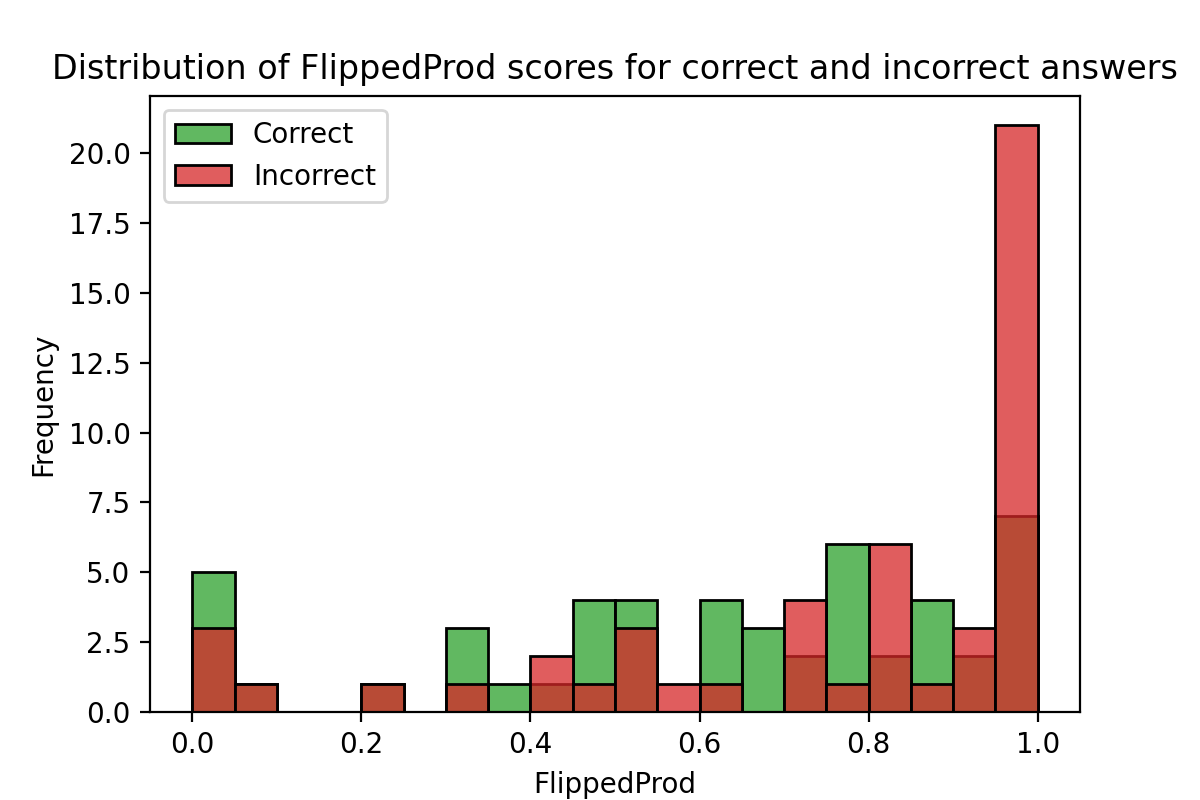 Distribution of FlippedProd scores for correct and incorrect answers
Correct
Incorrect
20.0
17.5
15.0
12.5
10.0
7.5
5.0
2.5
0.0
Frequency
0.0 0.2 0.4 0.6 0.8 1.0
FlippedProd